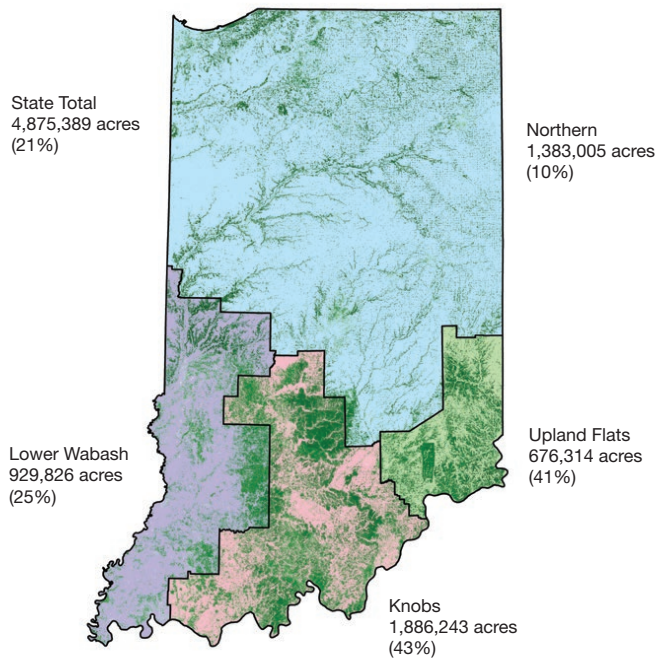 State Total
4,875,389 acres
(21%)
Northern
1,383,005 acres
(10%)
Lower Wabash
929,826 acres
(25%)
Upland Flats
676,314 acres
(41%)
Knobs
1,886,243 acres
(43%)